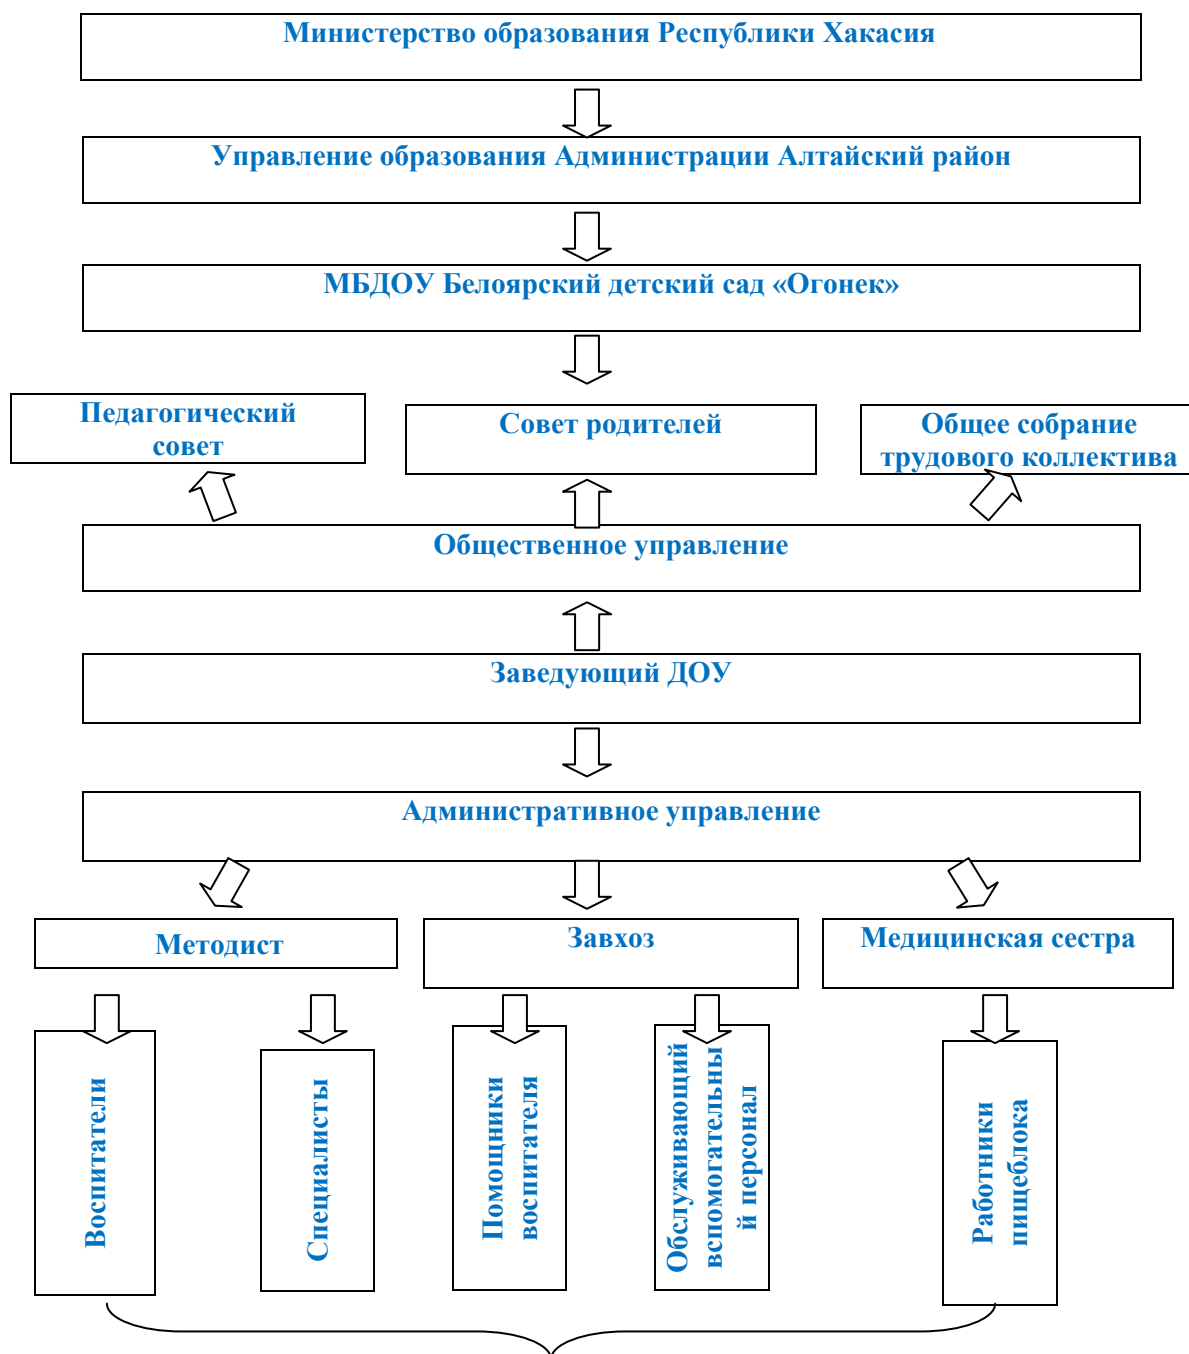 Министерство образования Республики Хакасия
Управление образования Администрации Алтайский район
МБДОУ Белоярский детский сад «Огонек»
Педагогический
совет
Совет родителей
Общее собрание
трудового коллектива
Общественное управление
Заведующий ДОУ
Административное управление
Методист
Завхоз
Медицинская сестра
Воспитатели
Специалисты
Помощники
воспитателя
Обслуживающий
вспомогательны
й персонал
Работники
пищеблока